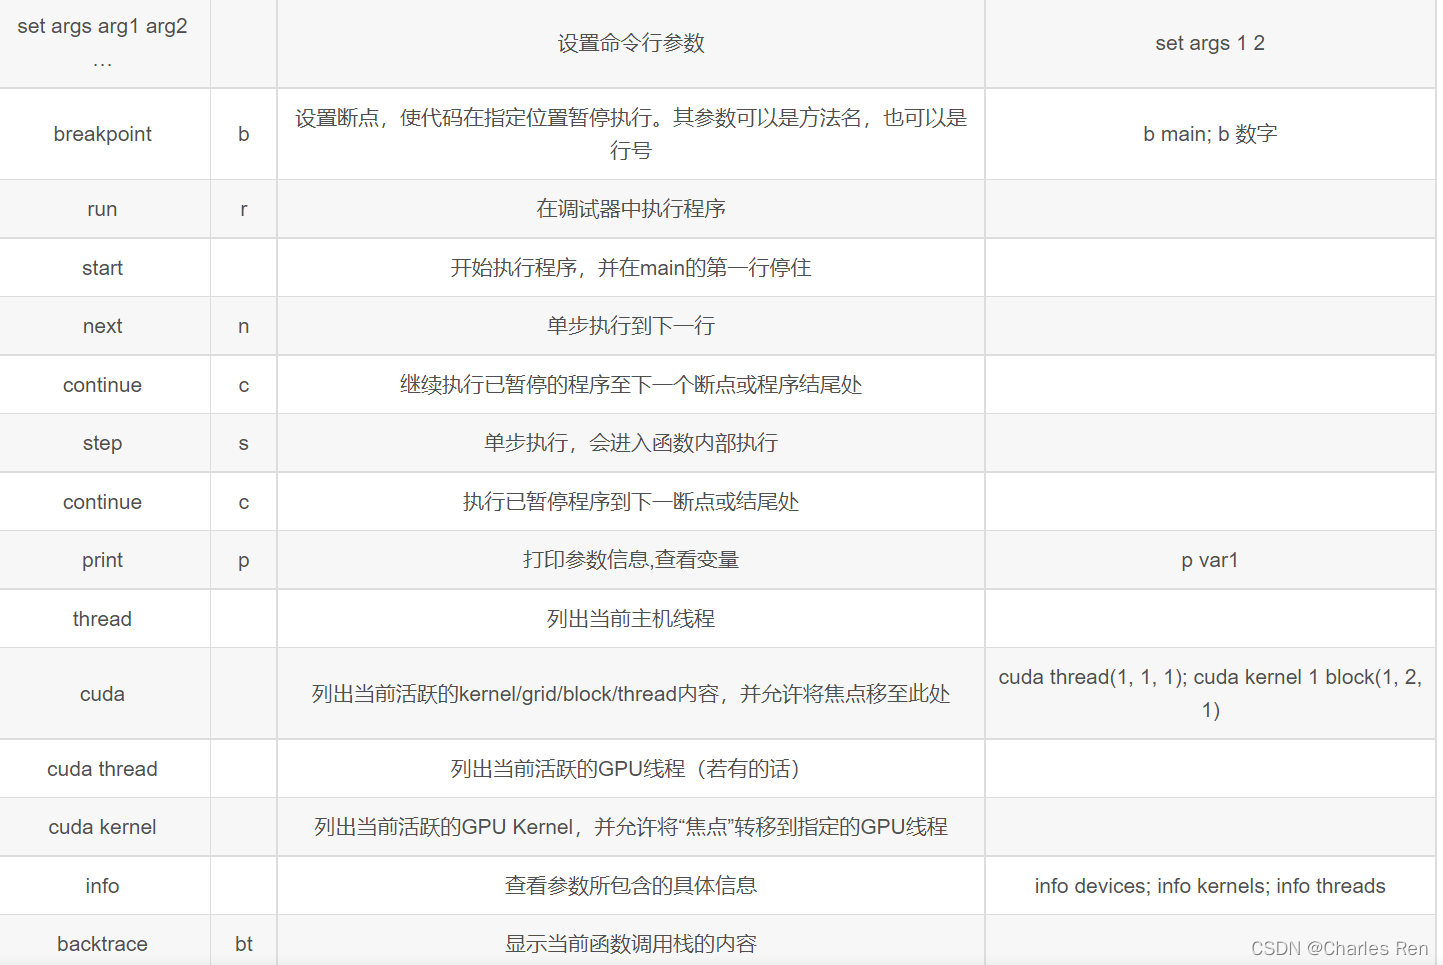 set args arg1 arg2
…
设置命令行参数
set args 1 2
breakpoint
b
设置断点，使代码在指定位置暂停执行。其参数可以是方法名，也可以是
行号
b main; b 数字
run
r
在调试器中执行程序
start
开始执行程序，并在main的第一行停住
next
n
单步执行到下一行
continue
c
继续执行已暂停的程序至下一个断点或程序结尾处
step
s
单步执行，会进入函数内部执行
continue
c
执行已暂停程序到下一断点或结尾处
print
p
打印参数信息,查看变量
p var1
thread
列出当前主机线程
cuda
列出当前活跃的kernel/grid/block/thread内容，并允许将焦点移至此处
cuda thread(1, 1, 1); cuda kernel 1 block(1, 2,
1)
cuda thread
列出当前活跃的GPU线程（若有的话）
cuda kernel
列出当前活跃的GPU Kernel，并允许将“焦点”转移到指定的GPU线程
info
查看参数所包含的具体信息
info devices; info kernels; info threads
backtrace
bt
显示当前函数调用栈的内容
CSDN @Charles Ren